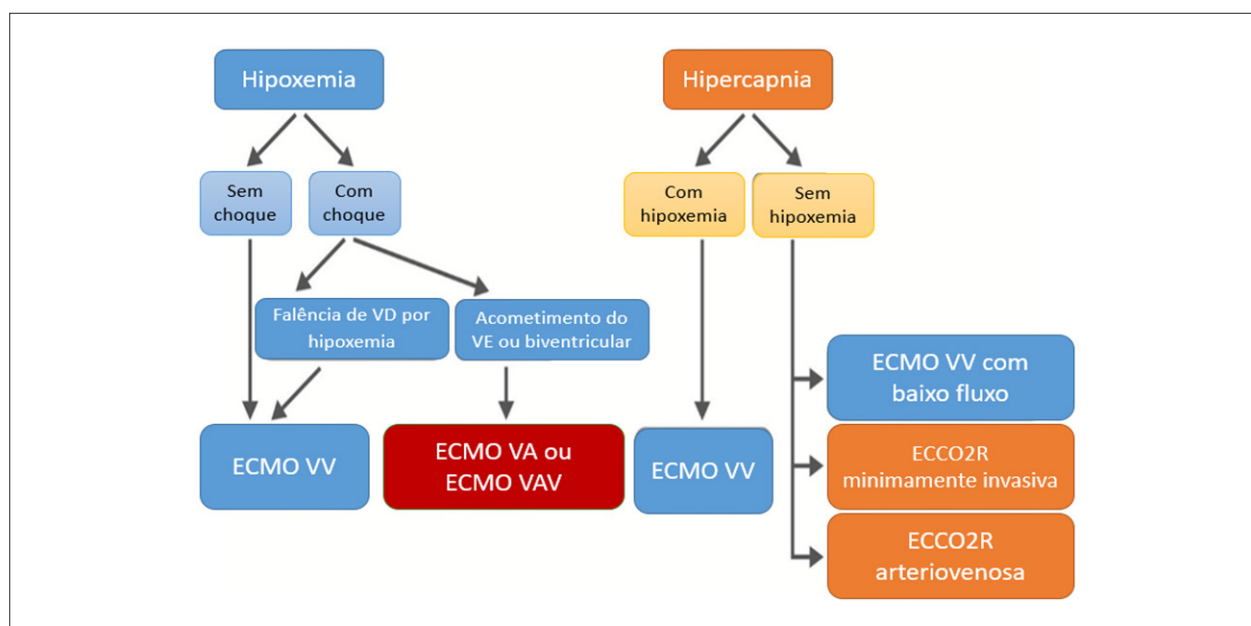 Hipoxemia
Hipercapnia
Sem
choque
Com
choque
Com
hipoxemia
Sem
hipoxemia
Falência de VD por
hipoxemia
Acometimento do
VE ou biventricular
ECMO VV
ECMO VA ou
ECMO VAV
ECMO VV
ECMO VV com
baixo fluxo
ECCO2R
minimamente invasiva
ECCO2R
arteriovenosa